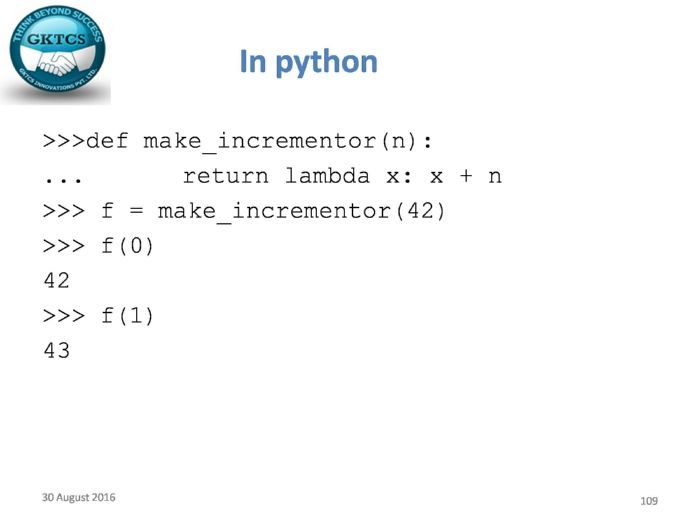 THINK BEYOND SUCCESS
GKTCS
GKTCS INNOVATIONS PVT. LTD.
In python
>>>def make_incrementor(n):
... return lambda x: x + n
>>> f = make_incrementor(42)
>>> f(0)
42
>>> f(1)
43
30 August 2016
109